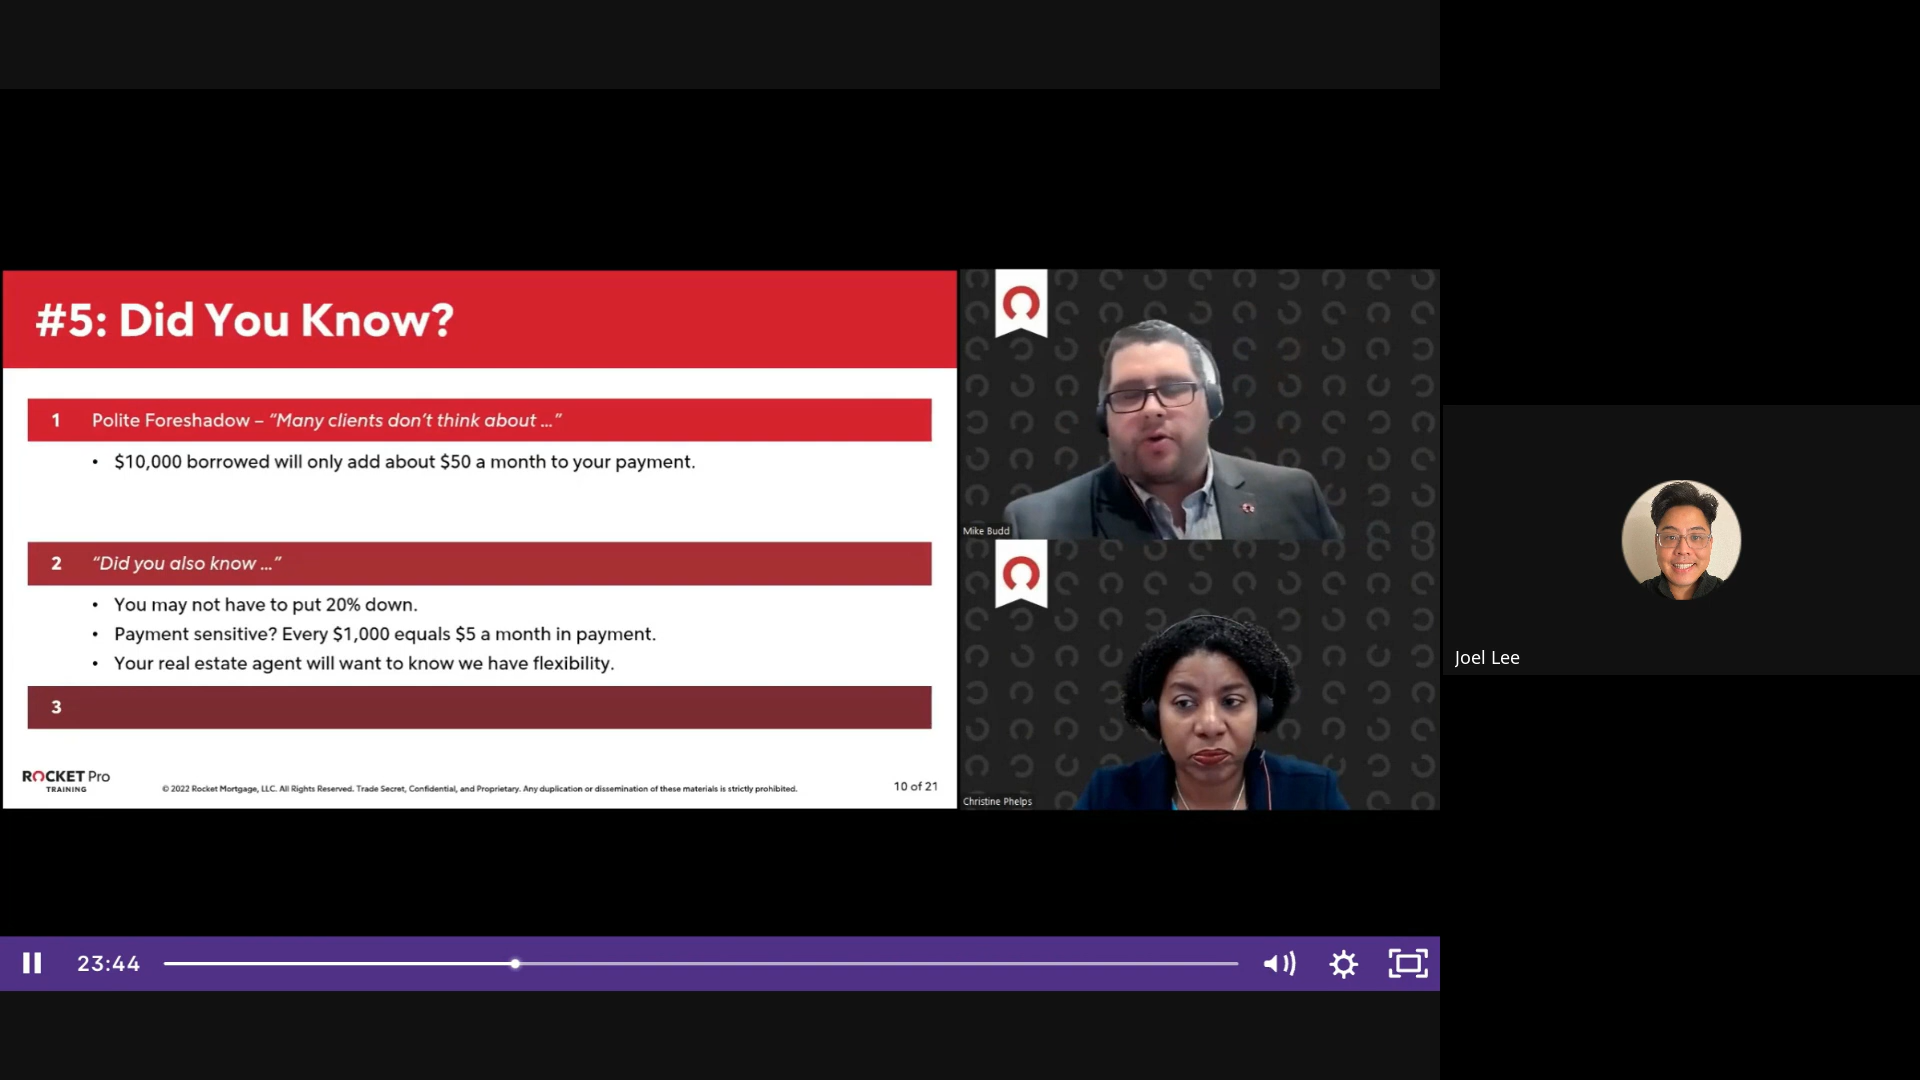 #5: Did You Know?
1 Polite Foreshadow – “Many clients don’t think about ...”
• $10,000 borrowed will only add about $50 a month to your payment.
2 “Did you also know ...”
• You may not have to put 20% down.
• Payment sensitive? Every $1,000 equals $5 a month in payment.
• Your real estate agent will want to know we have flexibility.
3
ROCKET Pro
TRAINING
© 2022 Rocket Mortgage, LLC. All Rights Reserved. Trade Secret, Confidential, and Proprietary. Any duplication or dissemination of these materials is strictly prohibited.
10 of 21
Mike Budd
Christine Phelps
Joel Lee
23:44